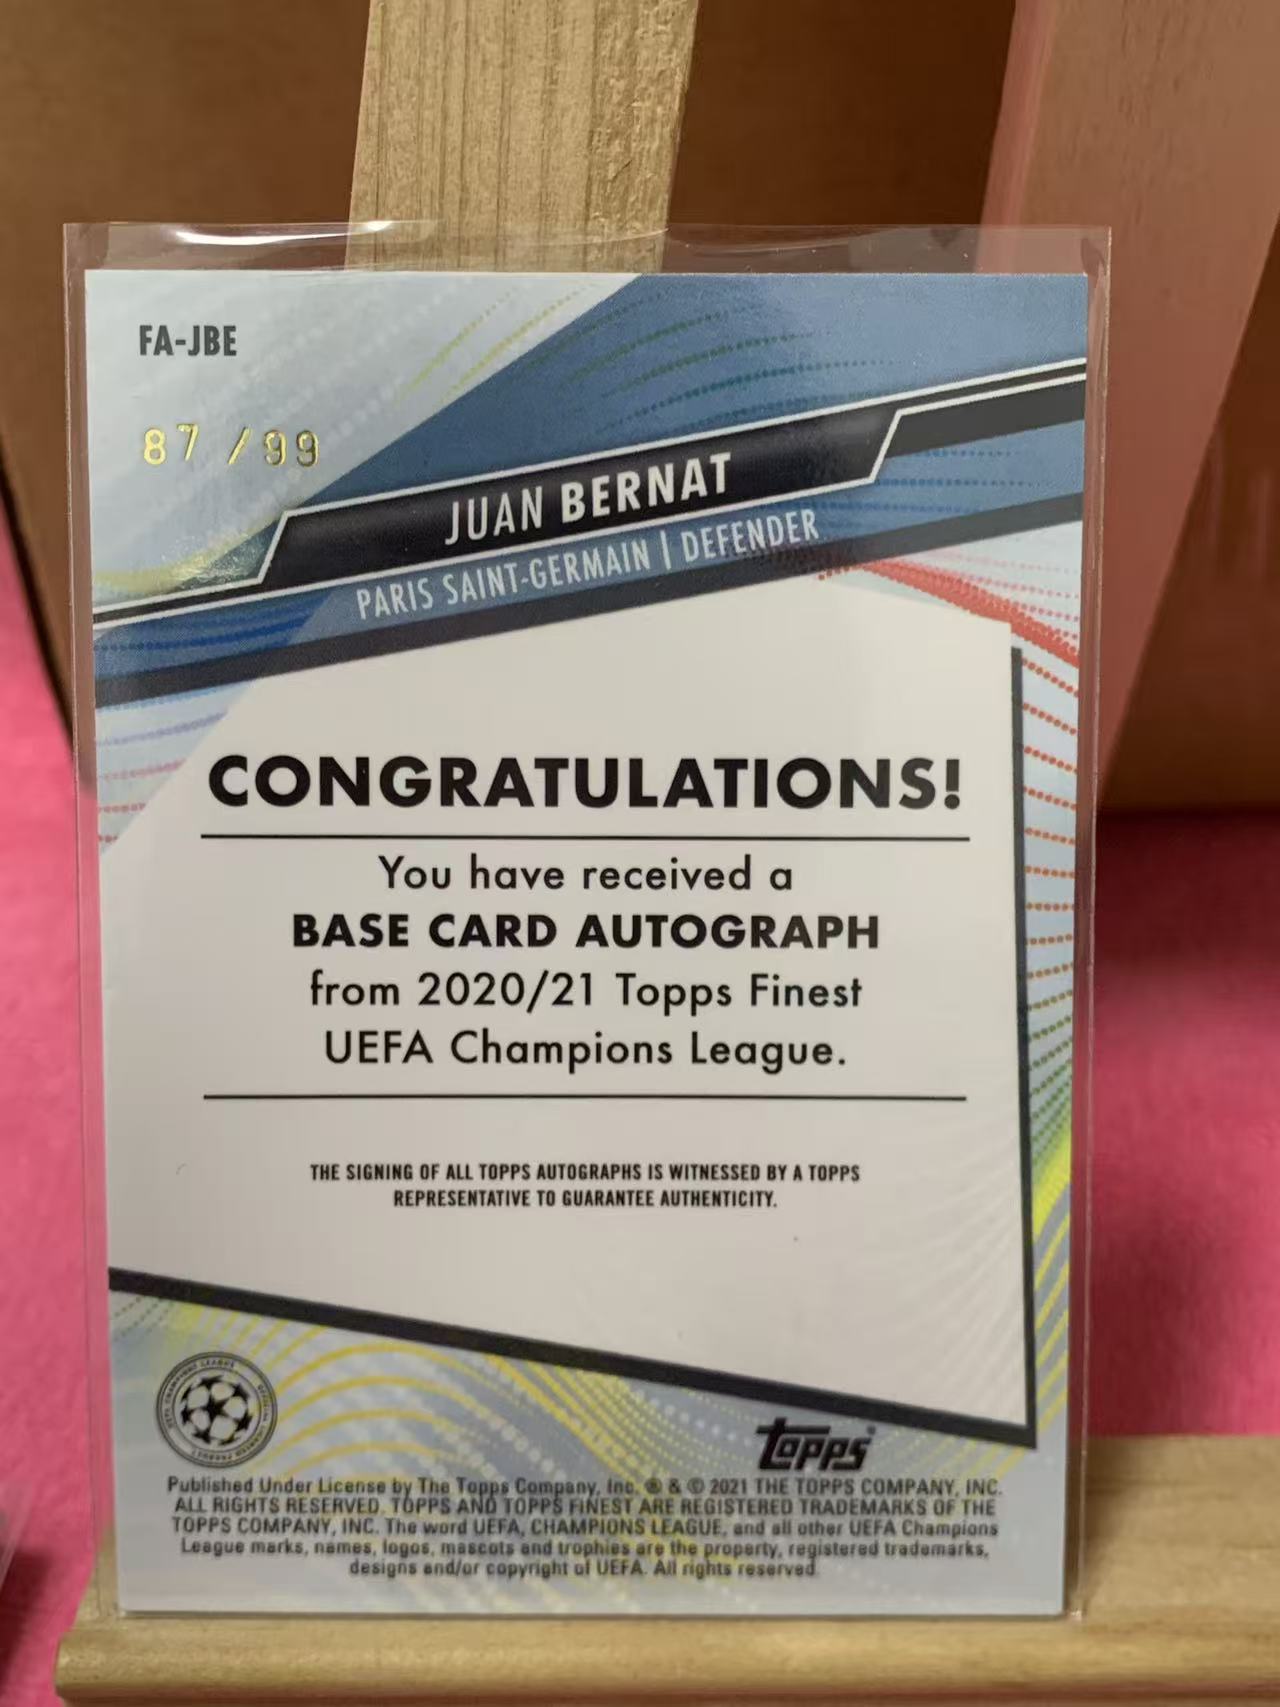 FA-JBE
87/99
JUAN BERNAT
PARIS SAINT-GERMAIN | DEFENDER
CONGRATULATIONS!
You have received a
BASE CARD AUTOGRAPH
from 2020/21 Topps Finest
UEFA Champions League.
THE SIGNING OF ALL TOPPS AUTOGRAPHS IS WITNESSED BY A TOPPS
REPRESENTATIVE TO GUARANTEE AUTHENTICITY.
topps
Published Under License by The Topps Company, Inc. ® & © 2021 THE TOPPS COMPANY, INC.
ALL RIGHTS RESERVED. TOPPS AND TOPPS FINEST ARE REGISTERED TRADEMARKS OF THE
TOPPS COMPANY, INC. The word UEFA, CHAMPIONS LEAGUE, and all other UEFA Champions
League marks, names, logos, mascots and trophies are the property, registered trademarks,
designs and/or copyright of UEFA. All rights reserved.